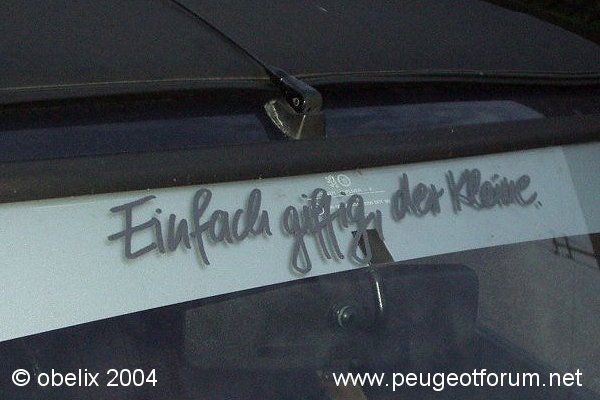 Einfach giftig, der Kleine.
© obelix 2004
www.peugeotforum.net